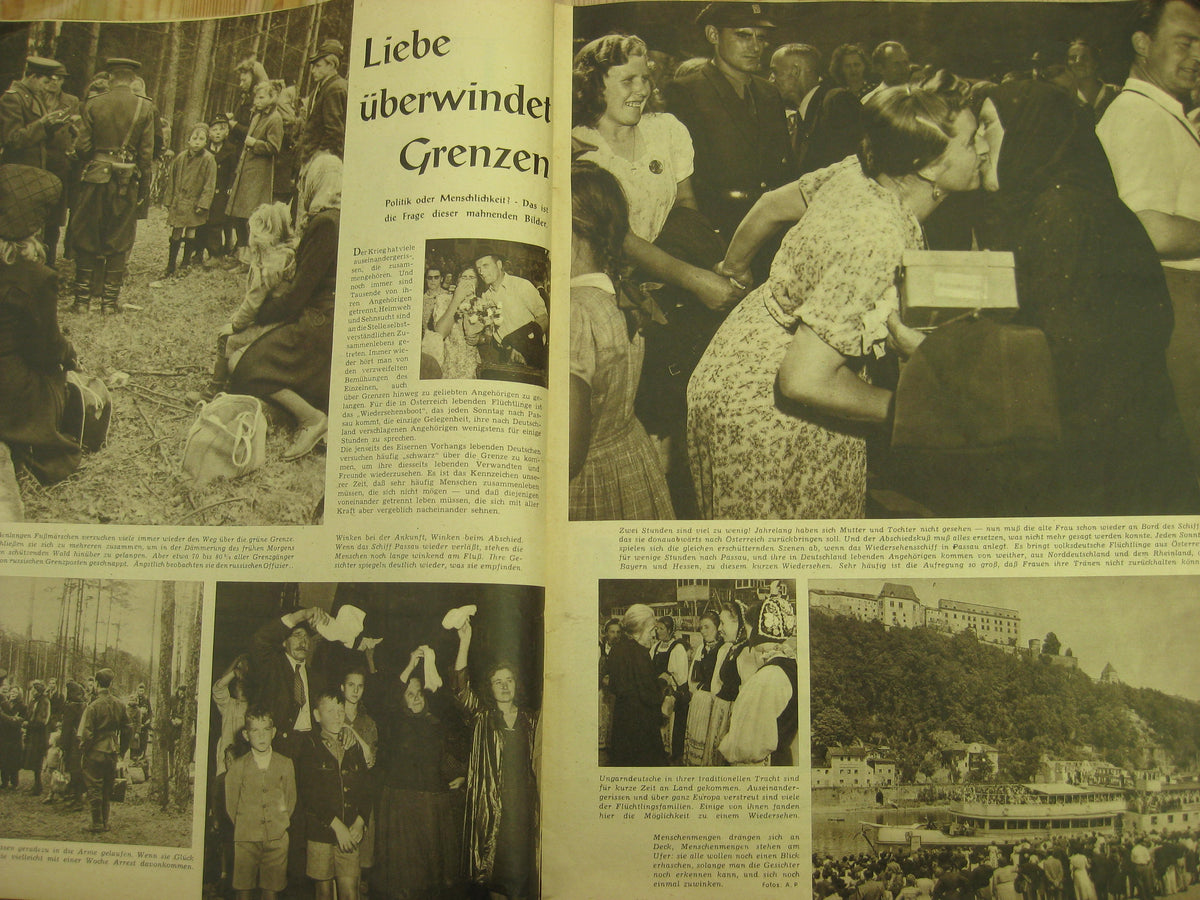 Liebe
überwindet
Grenzen
Politik oder Menschlichkeit? - Das ist
die Frage dieser mahnenden Bilder.
Der Krieg hat viele
auseinandergeris-
sen, die zusam-
mengehören. Und
noch immer sind
Tausende von ih-
ren Angehörigen
getrennt. Heimweh
und Sehnsucht sind
an die Stelle selbst-
verständlichen Zu-
sammenlebens ge-
treten. Immer wie-
der hört man von
den verzweifelten
Bemühungen des
Einzelnen, auch
über Grenzen hinweg zu geliebten Angehörigen zu ge-
langen. Für die in Österreich lebenden Flüchtlinge ist
das „Wiedersehensboot", das jeden Sonntag nach Pas-
sau kommt, die einzige Gelegenheit, ihre nach Deutsch-
land verschlagenen Angehörigen wenigstens für einige
Stunden zu sprechen.
Die jenseits des Eisernen Vorhangs lebenden Deutschen
versuchen häufig „schwarz" über die Grenze zu kom-
men, um ihre diesseits lebenden Verwandten und
Freunde wiederzusehen. Es ist das Kennzeichen unse-
rer Zeit, daß sehr häufig Menschen zusammenleben
müssen, die sich nicht mögen — und daß diejenigen
voneinander getrennt leben müssen, die sich mit aller
Kraft aber vergeblich nacheinander sehnen.
denlangen Fußmärschen versuchen viele immer wieder den Weg über die grüne Grenze.
hließen sie sich zu mehreren zusammen, um in der Dämmerung des frühen Morgens
n schützenden Wald hinüber zu gelangen. Aber etwa 10 bis 15% aller Grenzgänger
on russischen Grenzposten geschnappt. Ängstlich beobachten sie den russischen Offizier..
Winken bei der Ankunft, Winken beim Abschied.
Wenn das Schiff Passau wieder verläßt, stehen die
Menschen noch lange winkend am Fluß. Ihre Ge-
sichter spiegeln deutlich wieder, was sie empfinden.
ssen geradezu in die Arme gelaufen. Wenn sie Glück
sie vielleicht mit einer Woche Arrest davonkommen.
Zwei Stunden sind viel zu wenig! Jahrelang haben sich Mutter und Tochter nicht gesehen — nun muß die alte Frau schon wieder an Bord des Schiff
das donauabwärts nach Österreich zurückbringen soll. Und der Abschiedskuß muß alles ersetzen, was nicht mehr gesagt werden konnte. Jeden Sonnt
spielen sich die gleichen erschütternden Szenen ab, wenn das Wiedersehensschiff in Passau anlegt. Es bringt volksdeutsche Flüchtlinge aus Österre
für wenige Stunden nach Passau, und ihre in Deutschland lebenden Angehörigen kommen von weither, aus Norddeutschland und dem Rheinland,
Bayern und Hessen, zu diesem kurzen Wiedersehen. Sehr häufig ist die Aufregung so groß, daß Frauen ihre Tränen nicht zurückhalten könn
Ungarndeutsche in ihrer traditionellen Tracht sind
für kurze Zeit an Land gekommen. Auseinander-
gerissen und über ganz Europa verstreut sind viele
der Flüchtlingsfamilien. Einige von ihnen fanden
hier die Möglichkeit zu einem Wiedersehen.
Menschenmengen drängen sich an
Deck, Menschenmengen stehen am
Ufer: sie alle wollen noch einen Blick
erhaschen, solange man die Gesichter
noch erkennen kann, und sich noch
einmal zuwinken. Fotos. A. P.